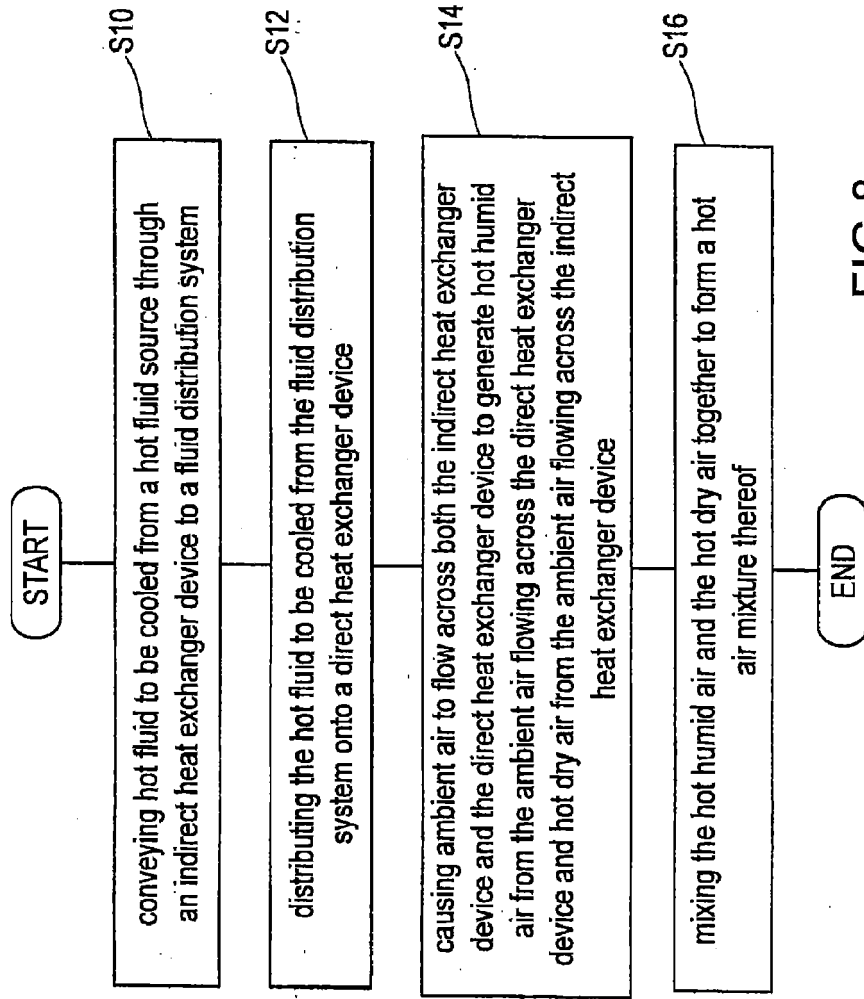 START
conveying hot fluid to be cooled from a hot fluid source through
an indirect heat exchanger device to a fluid distribution system
S10
distributing the hot fluid to be cooled from the fluid distribution
system onto a direct heat exchanger device
S12
causing ambient air to flow across both the indirect heat exchanger
device and the direct heat exchanger device to generate hot humid
air from the ambient air flowing across the direct heat exchanger
device and hot dry air from the ambient air flowing across the indirect
heat exchanger device
S14
mixing the hot humid air and the hot dry air together to form a hot
air mixture thereof
S16
END